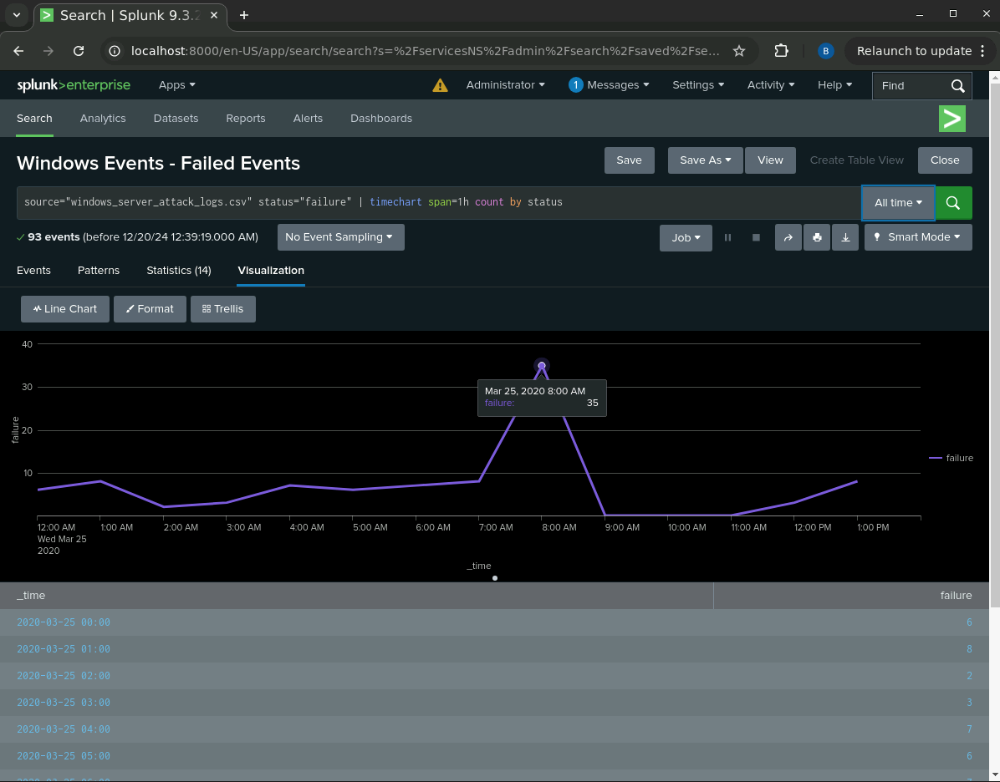 Search | Splunk 9.3.2
localhost:8000/en-US/app/search/search?s=%2FservicesNS%2Fadmin%2Fsearch%2Fsaved%2Fse...
B
Relaunch to update
splunk>enterprise
Apps
Administrator
1 Messages
Settings
Activity
Help
Find
Search
Analytics
Datasets
Reports
Alerts
Dashboards
Windows Events - Failed Events
Save
Save As
View
Create Table View
Close
source="windows_server_attack_logs.csv" status="failure" | timechart span=1h count by status
All time
93 events (before 12/20/24 12:39:19.000 AM)
No Event Sampling
Job
Smart Mode
Events
Patterns
Statistics (14)
Visualization
Line Chart
Format
Trellis
40
30
20
10
failure
Mar 25, 2020 8:00 AM
failure: 35
failure
12:00 AM
Wed Mar 25
2020
1:00 AM
2:00 AM
3:00 AM
4:00 AM
5:00 AM
6:00 AM
7:00 AM
8:00 AM
9:00 AM
10:00 AM
11:00 AM
12:00 PM
1:00 PM
_time
_time failure
2020-03-25 00:00 6
2020-03-25 01:00 8
2020-03-25 02:00 2
2020-03-25 03:00 3
2020-03-25 04:00 7
2020-03-25 05:00 6